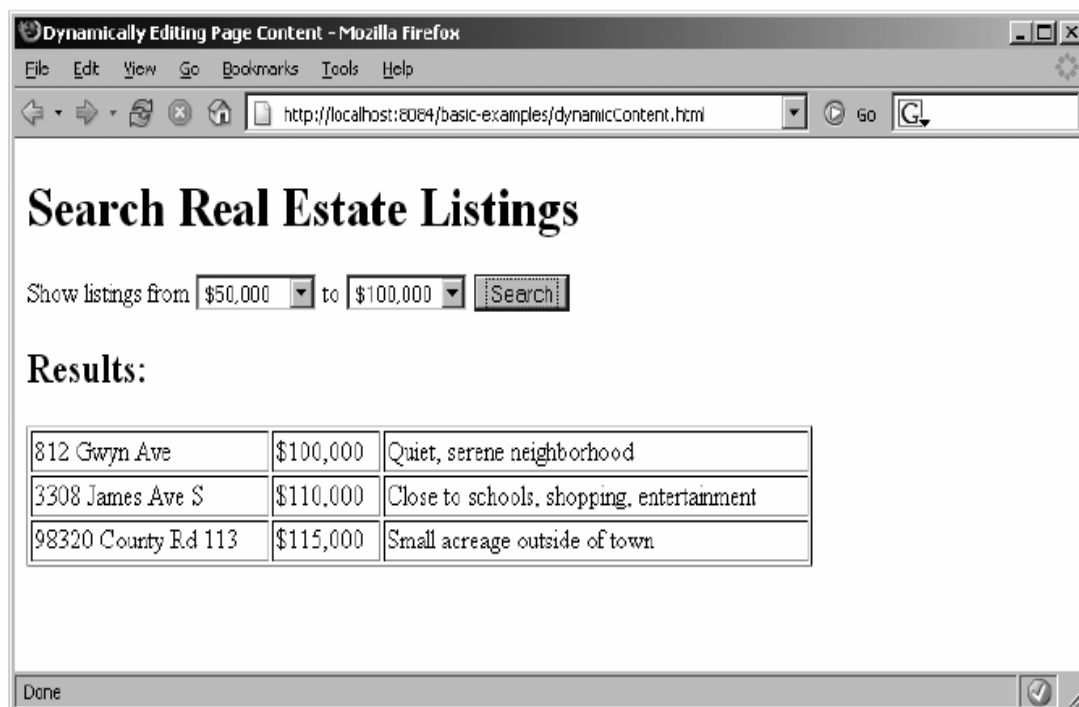 Dynamically Editing Page Content - Mozilla Firefox
File Edit View Go Bookmarks Tools Help
http://localhost:8084/basic-examples/dynamicContent.html Go G
Search Real Estate Listings
Show listings from $50,000 to $100,000 Search
Results:
812 Gwyn Ave $100,000 Quiet, serene neighborhood
3308 James Ave S $110,000 Close to schools, shopping, entertainment
98320 County Rd 113 $115,000 Small acreage outside of town
Done